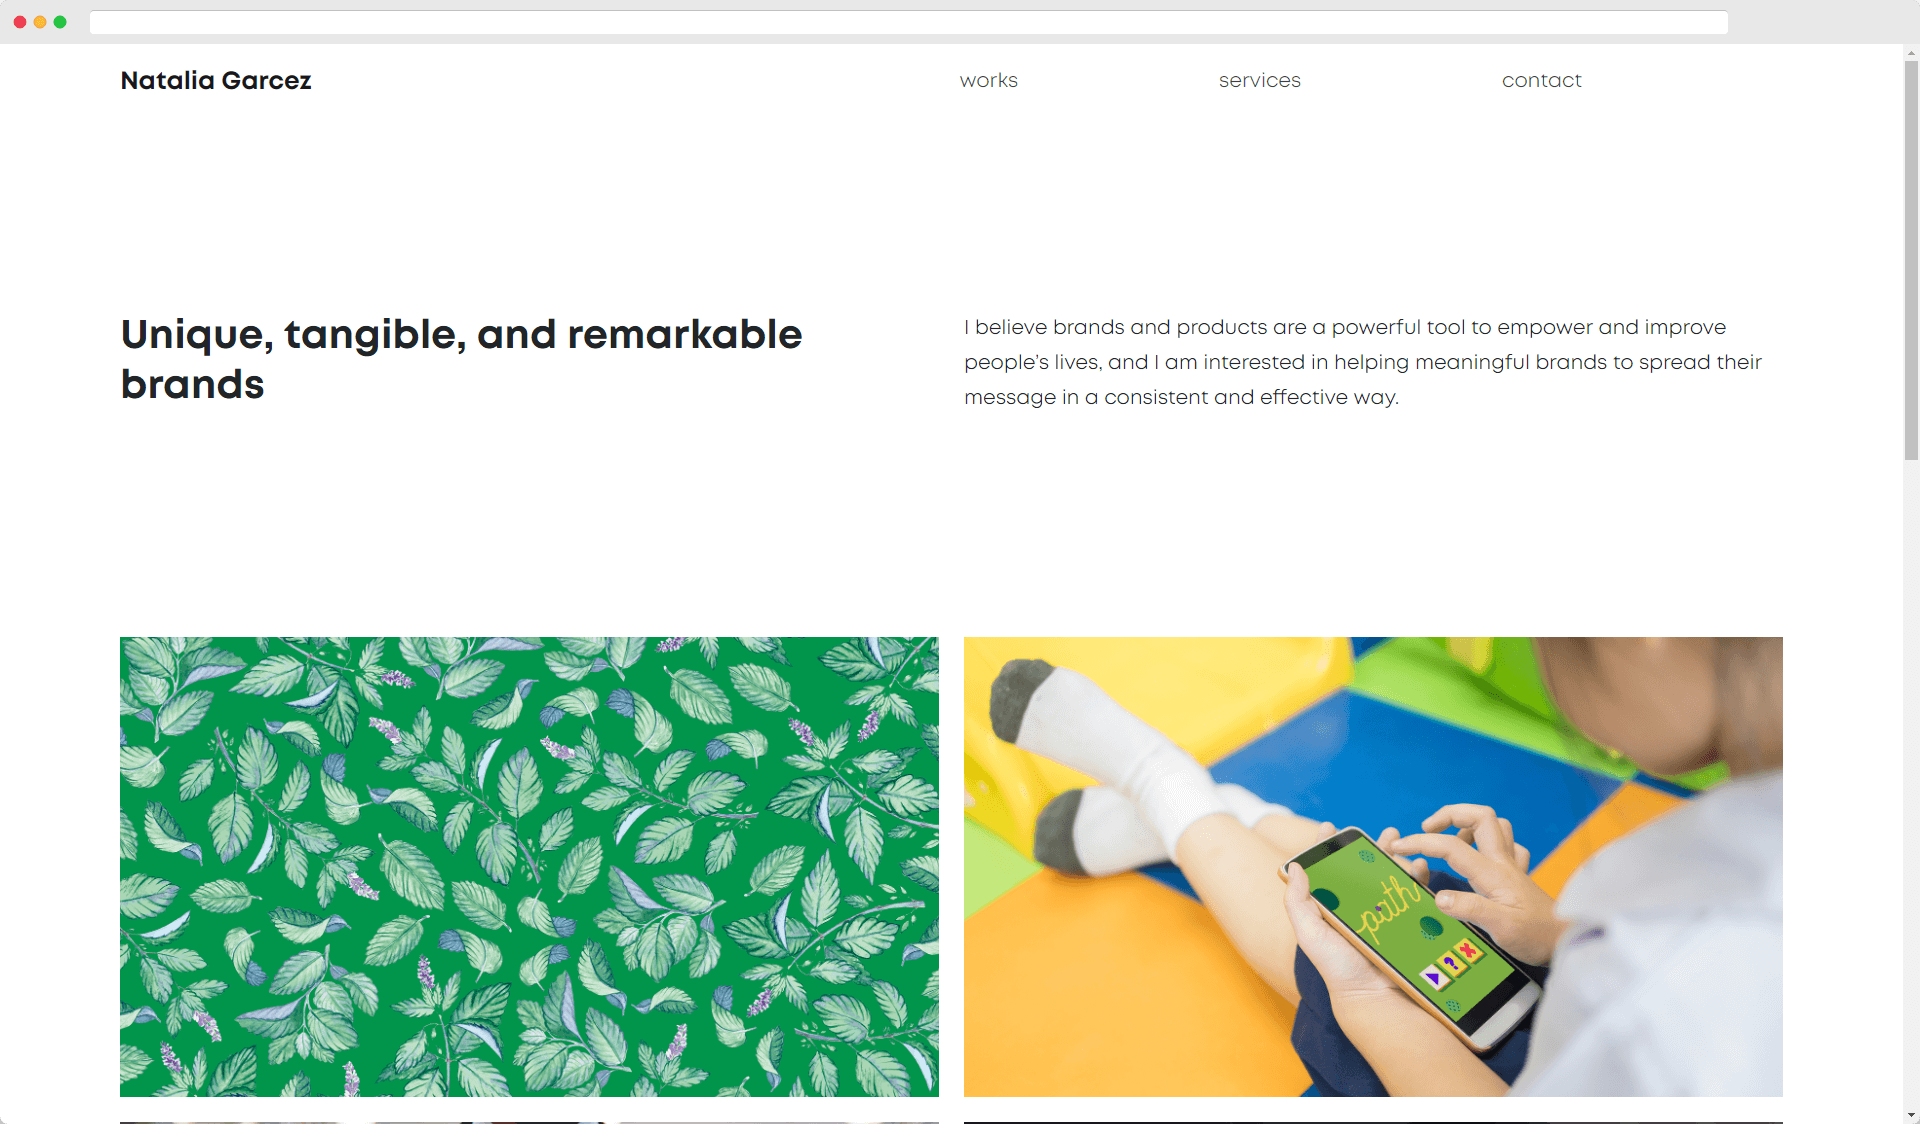 Natalia Garcez
works
services
contact
Unique, tangible, and remarkable
brands
I believe brands and products are a powerful tool to empower and improve
people’s lives, and I am interested in helping meaningful brands to spread their
message in a consistent and effective way.
path
?